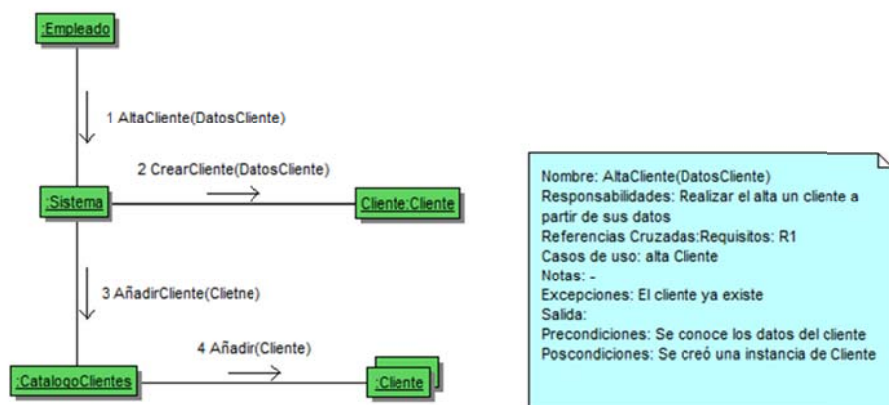 :Empleado
1 AltaCliente(DatosCliente)
2 CrearCliente(DatosCliente)
:Sistema
Cliente:Cliente
3 AñadirCliente(Clietne)
4 Añadir(Cliente)
:CatalogoClientes
:Cliente
Nombre: AltaCliente(DatosCliente)
Responsabilidades: Realizar el alta un cliente a
partir de sus datos
Referencias Cruzadas:Requisitos: R1
Casos de uso: alta Cliente
Notas: -
Excepciones: El cliente ya existe
Salida:
Precondiciones: Se conoce los datos del cliente
Poscondiciones: Se creó una instancia de Cliente